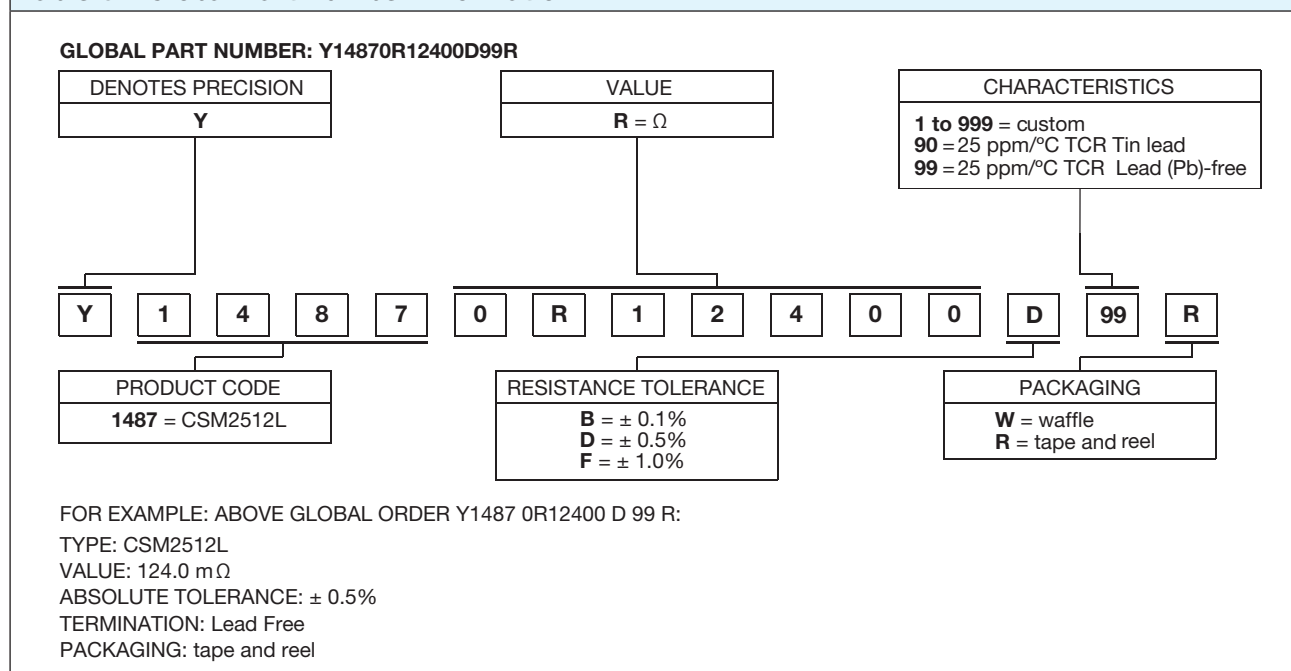 GLOBAL PART NUMBER: Y14870R12400D99R
DENOTES PRECISION
Y
VALUE
R = Ω
CHARACTERISTICS
1 to 999 = custom
90 = 25 ppm/ºC TCR Tin lead
99 = 25 ppm/ºC TCR Lead (Pb)-free
Y 1 4 8 7 0 R 1 2 4 0 0 D 99 R
PRODUCT CODE
1487 = CSM2512L
RESISTANCE TOLERANCE
B = ± 0.1%
D = ± 0.5%
F = ± 1.0%
PACKAGING
W = waffle
R = tape and reel
FOR EXAMPLE: ABOVE GLOBAL ORDER Y1487 0R12400 D 99 R:
TYPE: CSM2512L
VALUE: 124.0 mΩ
ABSOLUTE TOLERANCE: ± 0.5%
TERMINATION: Lead Free
PACKAGING: tape and reel